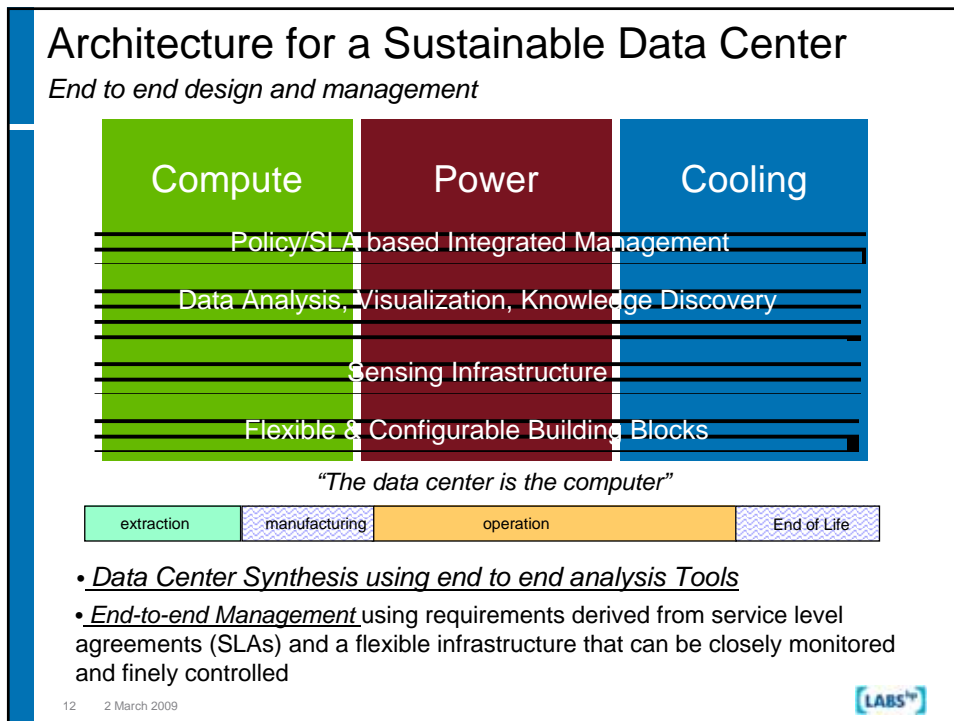 Architecture for a Sustainable Data Center
End to end design and management
Compute Power Cooling
Policy/SLA based Integrated Management
Data Analysis, Visualization, Knowledge Discovery
Sensing Infrastructure
Flexible & Configurable Building Blocks
“The data center is the computer”
extraction manufacturing operation End of Life
• Data Center Synthesis using end to end analysis Tools
• End-to-end Management using requirements derived from service level
agreements (SLAs) and a flexible infrastructure that can be closely monitored
and finely controlled
12 2 March 2009
[LABShp]